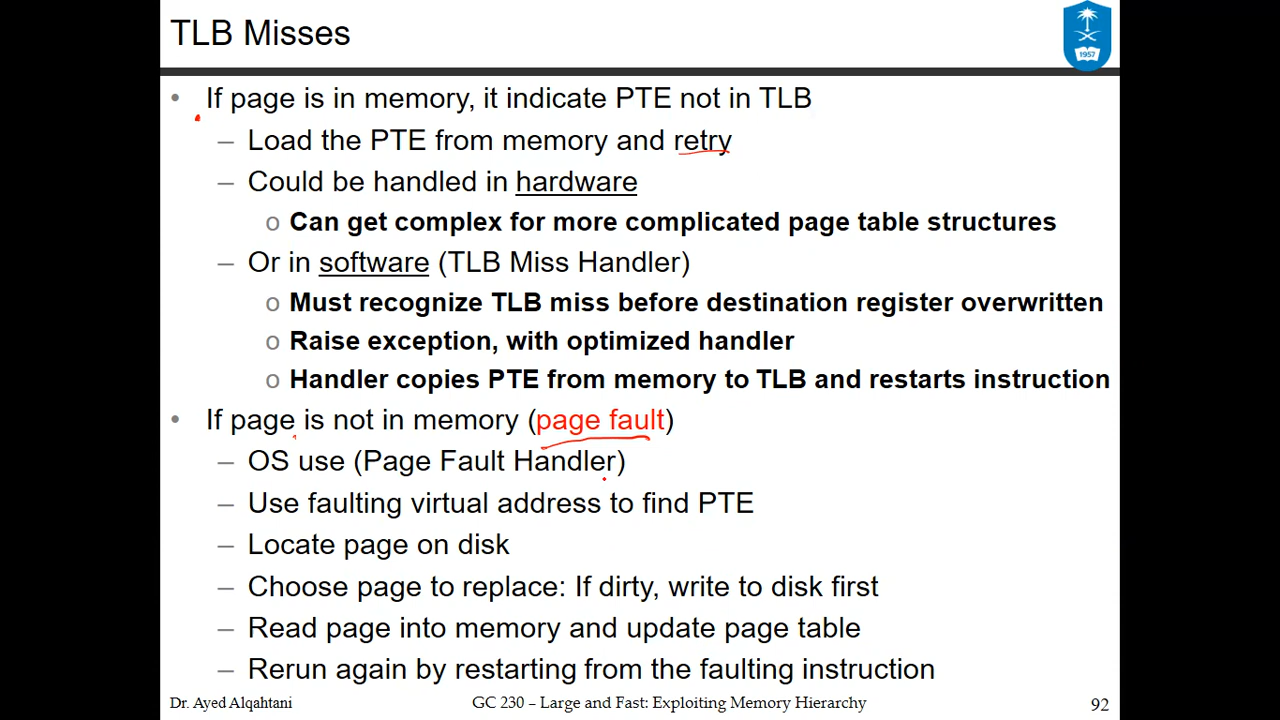 TLB Misses
1957
• If page is in memory, it indicate PTE not in TLB
– Load the PTE from memory and retry
– Could be handled in hardware
o Can get complex for more complicated page table structures
– Or in software (TLB Miss Handler)
o Must recognize TLB miss before destination register overwritten
o Raise exception, with optimized handler
o Handler copies PTE from memory to TLB and restarts instruction
• If page is not in memory (page fault)
– OS use (Page Fault Handler)
– Use faulting virtual address to find PTE
– Locate page on disk
– Choose page to replace: If dirty, write to disk first
– Read page into memory and update page table
– Rerun again by restarting from the faulting instruction
Dr. Ayed Alqahtani GC 230 – Large and Fast: Exploiting Memory Hierarchy 92